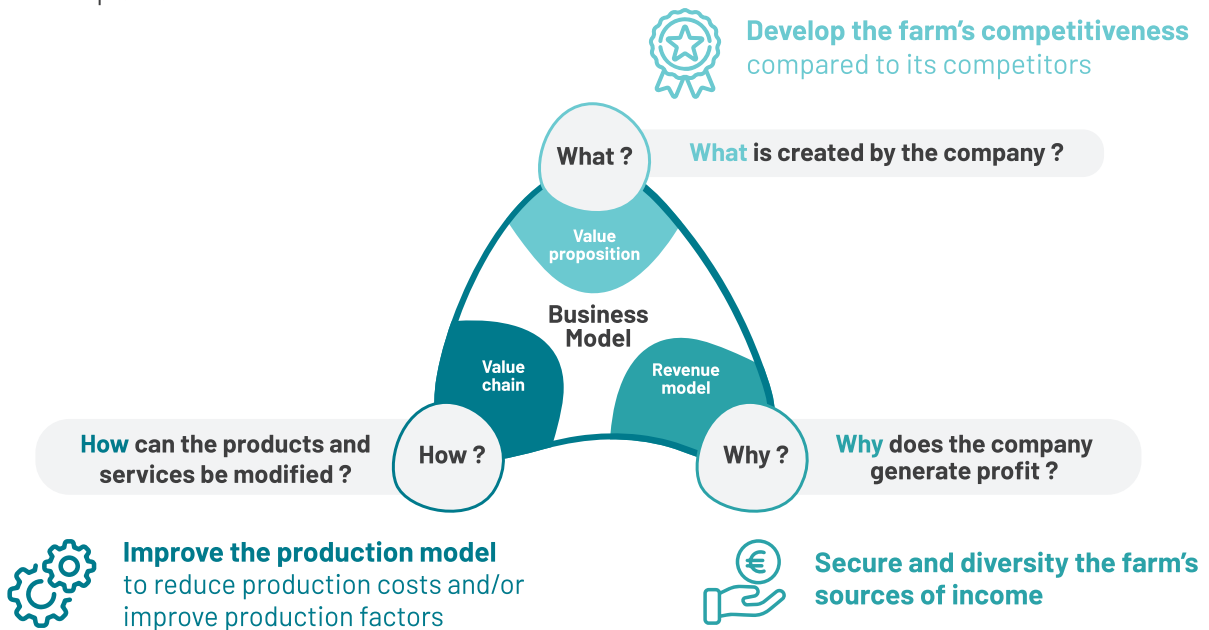 Develop the farm's competitiveness
compared to its competitors
What ?
What is created by the company ?
Value
proposition
Business
Model
Value
chain
Revenue
model
How can the products and
services be modified ?
How ?
Why ?
Why does the company
generate profit ?
Improve the production model
to reduce production costs and/or
improve production factors
€
Secure and diversity the farm's
sources of income